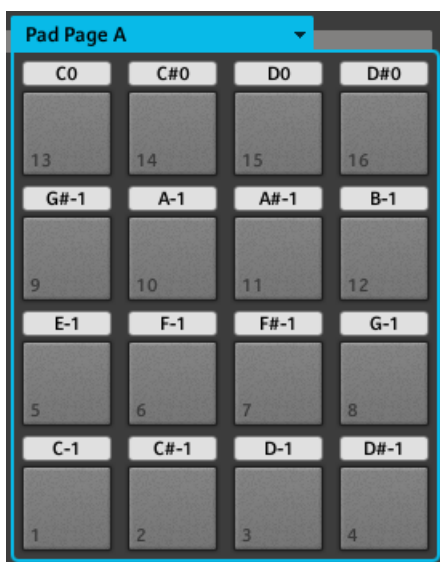 Pad Page A
C0 C#0 D0 D#0
13 14 15 16
G#-1 A-1 A#-1 B-1
9 10 11 12
E-1 F-1 F#-1 G-1
5 6 7 8
C-1 C#-1 D-1 D#-1
1 2 3 4